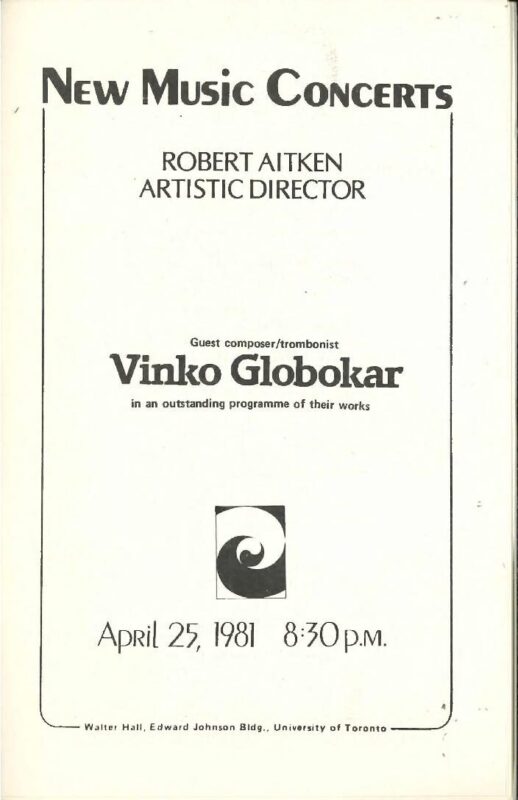 New Music Concerts
ROBERT AITKEN
ARTISTIC DIRECTOR
Guest composer/trombonist
Vinko Globokar
in an outstanding programme of their works
April 25, 1981 8:30 p.m.
Walter Hall, Edward Johnson Bldg., University of Toronto